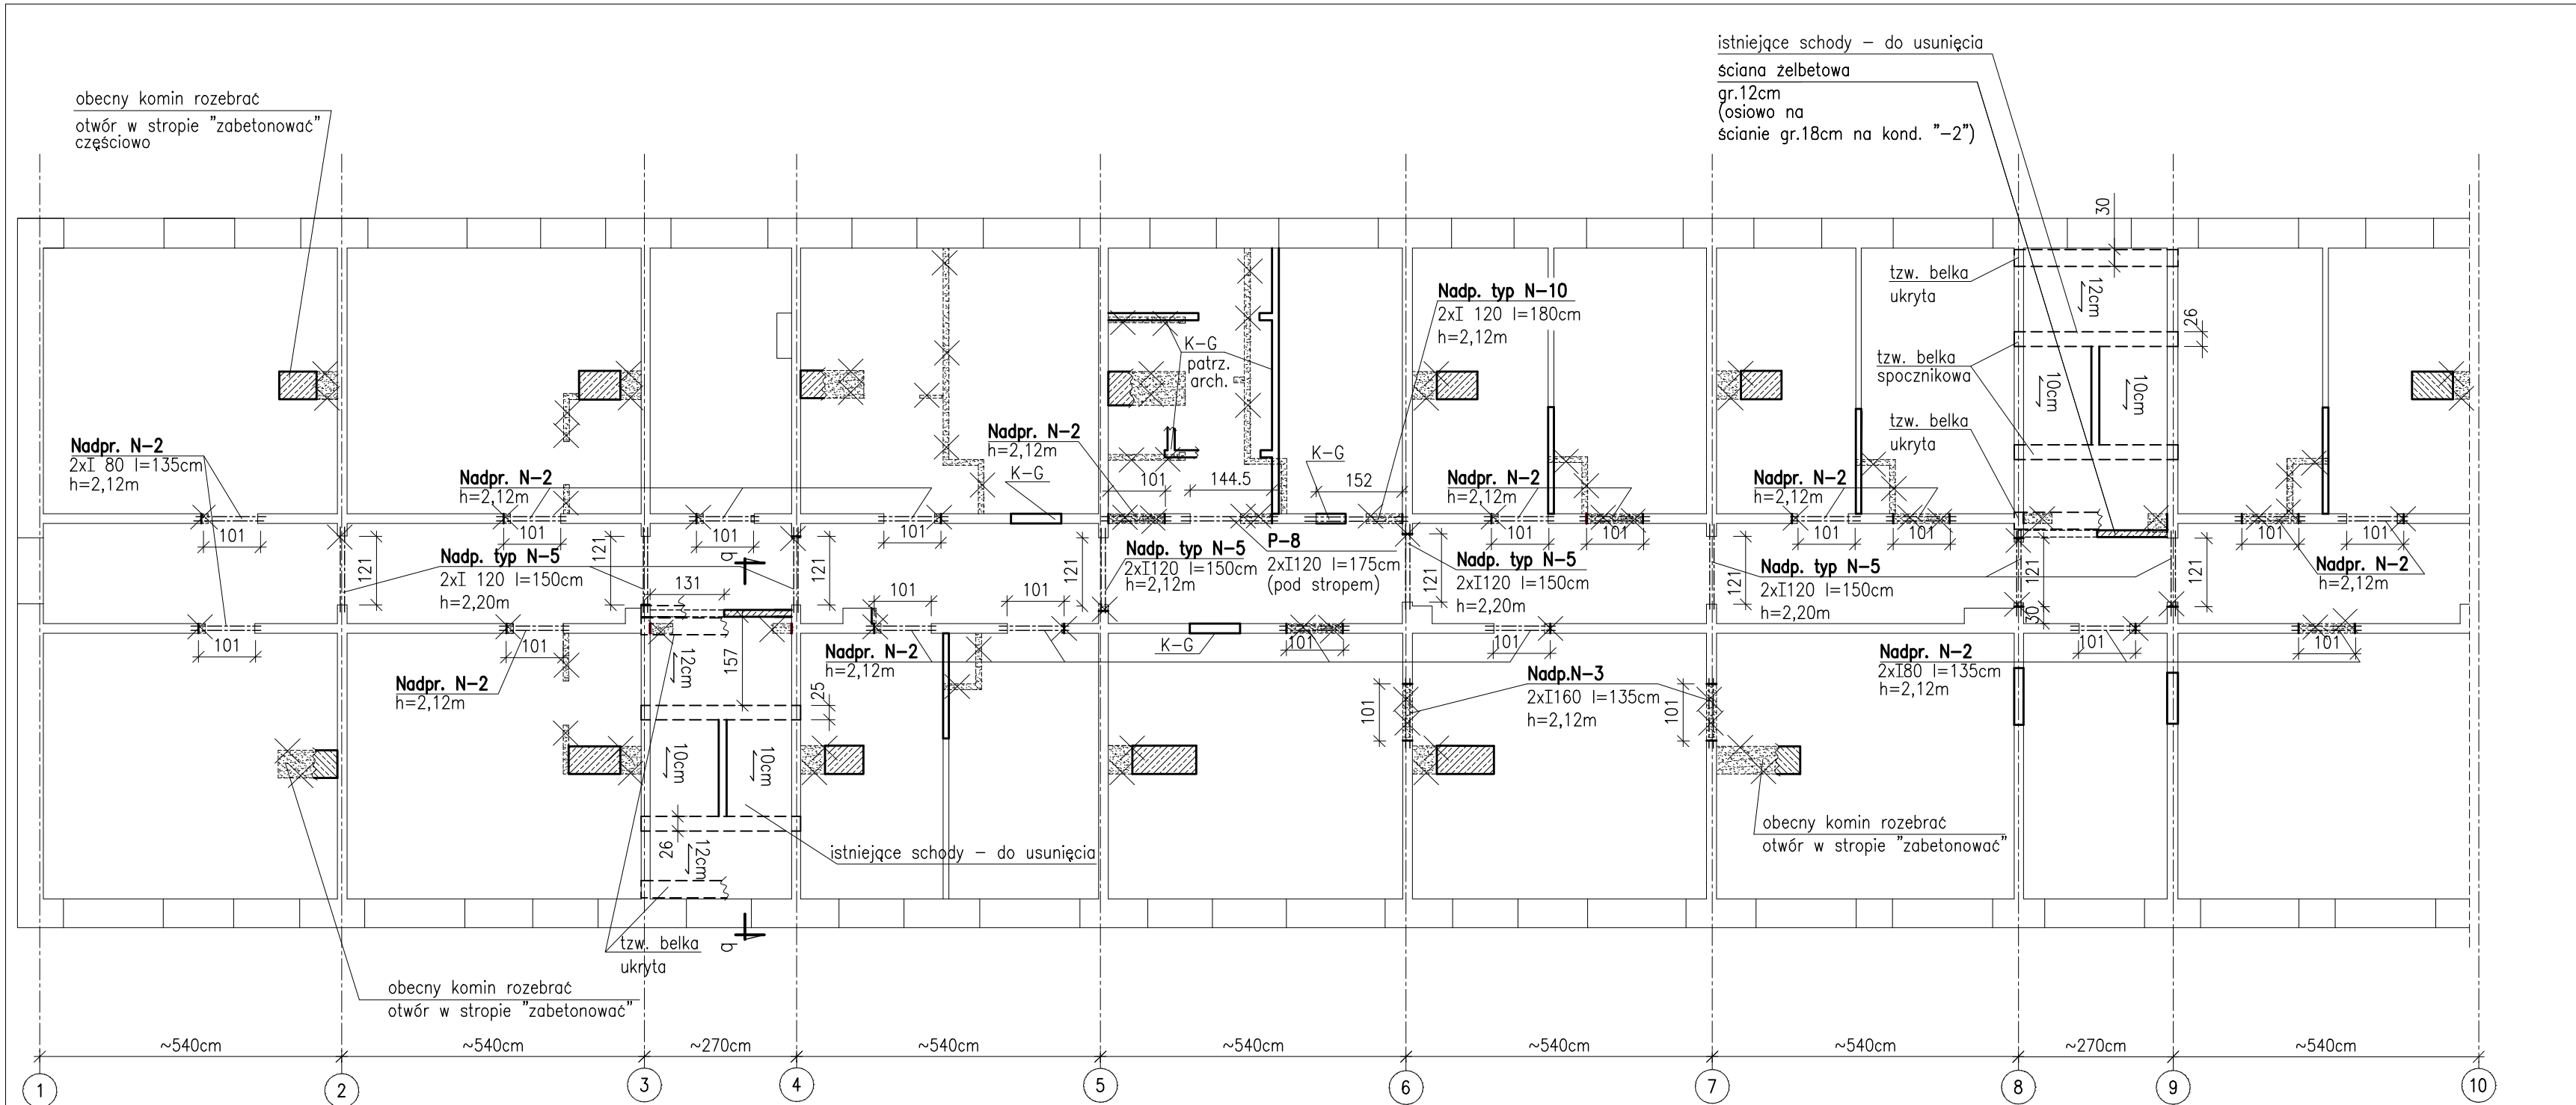 istniejące schody – do usunięcia
ściana żelbetowa
gr.12cm
(osiowo na
ścianie gr.18cm na kond. "-2")
obecny komin rozebrać
otwór w stropie "zabetonować"
częściowo
30
tzw. belka
ukryta
12cm
26
Nadp. typ N-10
2xI 120 l=180cm
h=2,12m
K-G
patrz.
arch.
tzw. belka
spocznikowa
10cm
10cm
tzw. belka
ukryta
Nadpr. N-2
2xI 80 l=135cm
h=2,12m
Nadpr. N-2
h=2,12m
Nadpr. N-2
h=2,12m
K-G
101
144.5
K-G
152
Nadpr. N-2
h=2,12m
Nadpr. N-2
h=2,12m
101
101
101
101
101
101
101
101
101
101
Nadpr. N-2
h=2,12m
121
Nadp. typ N-5
2xI 120 l=150cm
h=2,20m
121
131
b
121
121
Nadp. typ N-5
2xI120 l=150cm
h=2,12m
P-8
2xI120 l=175cm
(pod stropem)
121
Nadp. typ N-5
2xI120 l=150cm
h=2,20m
121
Nadp. typ N-5
2xI120 l=150cm
h=2,20m
121
30
121
101
101
101
101
K-G
101
101
101
101
Nadpr. N-2
h=2,12m
12cm
157
25
Nadpr. N-2
h=2,12m
101
Nadp.N-3
2xI160 l=135cm
h=2,12m
101
Nadpr. N-2
2xI80 l=135cm
h=2,12m
10cm
10cm
26
12cm
istniejące schody – do usunięcia
obecny komin rozebrać
otwór w stropie "zabetonować"
tzw. belka
ukryta
b
obecny komin rozebrać
otwór w stropie "zabetonować"
~540cm
~540cm
~270cm
~540cm
~540cm
~540cm
~540cm
~270cm
~540cm
1
2
3
4
5
6
7
8
9
10